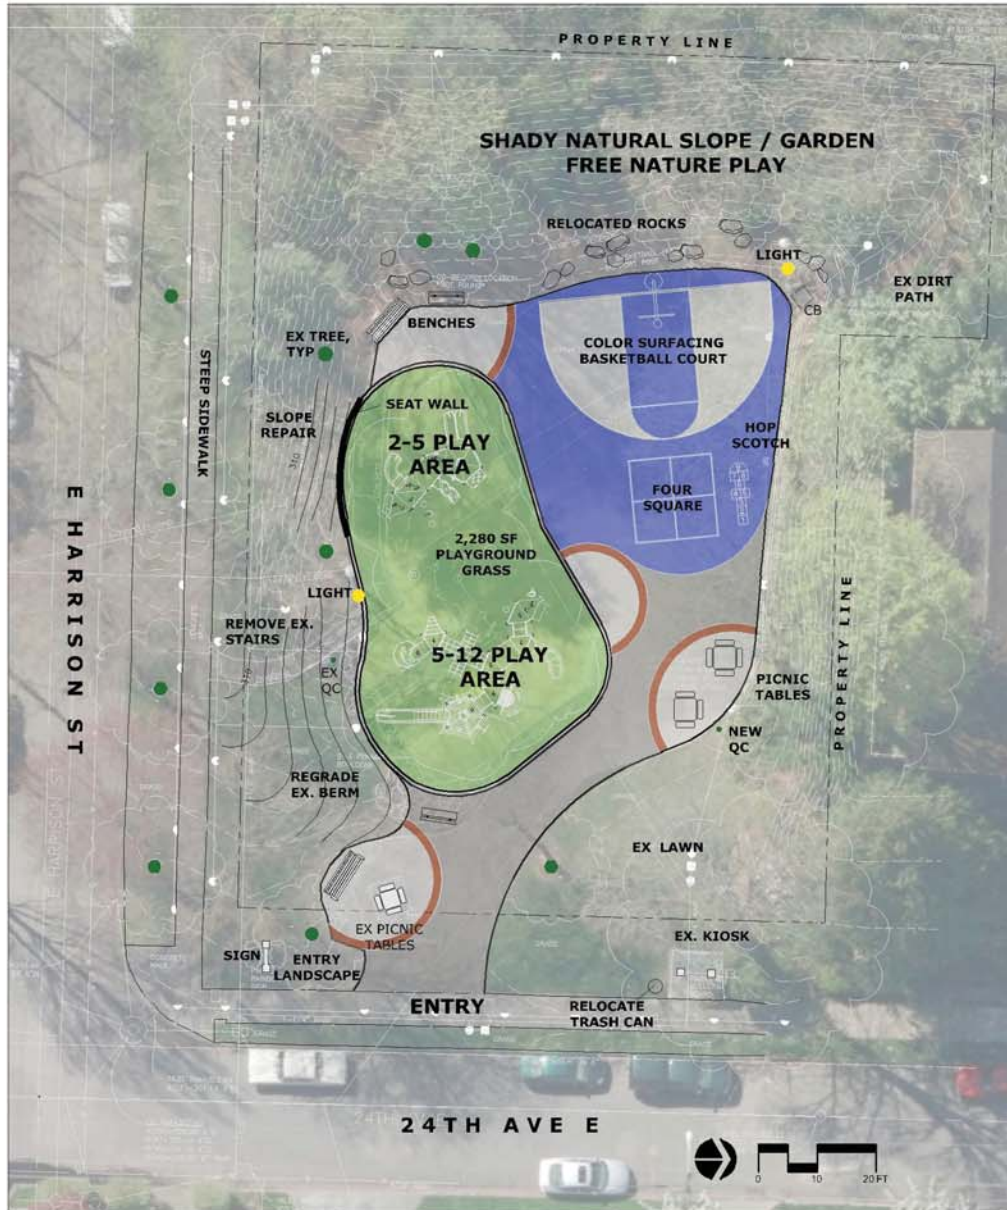 PROPERTY LINE
SHADY NATURAL SLOPE / GARDEN
FREE NATURE PLAY
RELOCATED ROCKS
LIGHT
EX DIRT
PATH
CB
BENCHES
EX TREE,
TYP
COLOR SURFACING
BASKETBALL COURT
STEEP SIDEWALK
SEAT WALL
SLOPE
REPAIR
310
2-5 PLAY
AREA
HOP
SCOTCH
FOUR
SQUARE
E HARRISON ST
2,280 SF
PLAYGROUND
GRASS
LIGHT
REMOVE EX.
STAIRS
PROPERTY LINE
5-12 PLAY
AREA
EX
QC
PICNIC
TABLES
NEW
QC
REGRADE
EX. BERM
EX LAWN
EX PICNIC
TABLES
EX. KIOSK
SIGN
ENTRY
LANDSCAPE
ENTRY
RELOCATE
TRASH CAN
24TH AVE E
0 10 20 FT